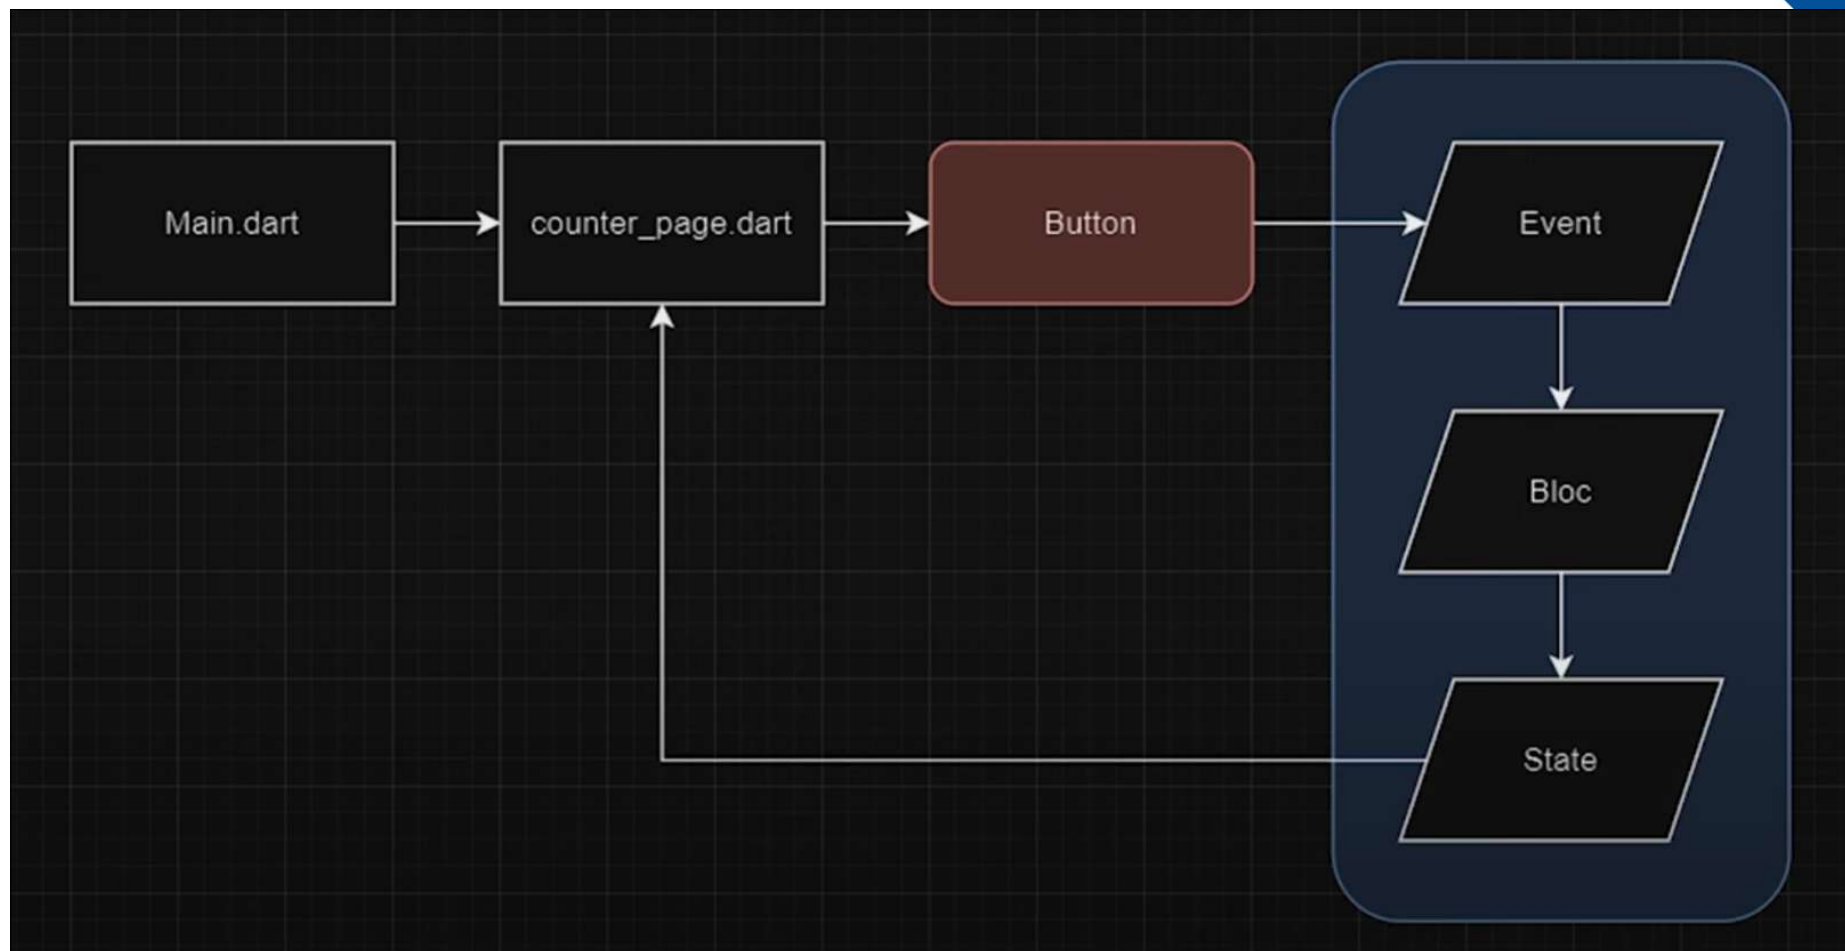 Main.dart
counter_page.dart
Button
Event
Bloc
State